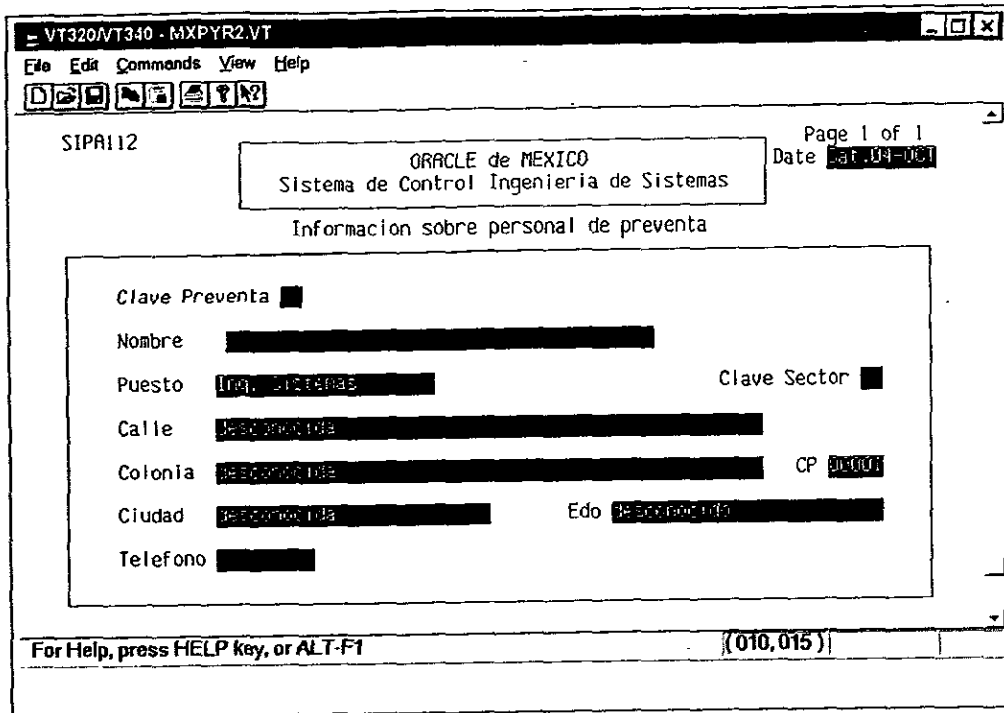 VT320/VT340 - MXPYR2.VT
File Edit Commands View Help
SIPA112
Page 1 of 1
ORACLE de MEXICO
Date
Sistema de Control Ingenieria de Sistemas
Informacion sobre personal de preventa
Clave Preventa
Nombre
Puesto Ing. Sistemas
Clave Sector
Calle Desconocida
Colonia Desconocida
CP
Ciudad Desconocida
Edo Desconocido
Telefono
For Help, press HELP key, or ALT-F1
(010,015)